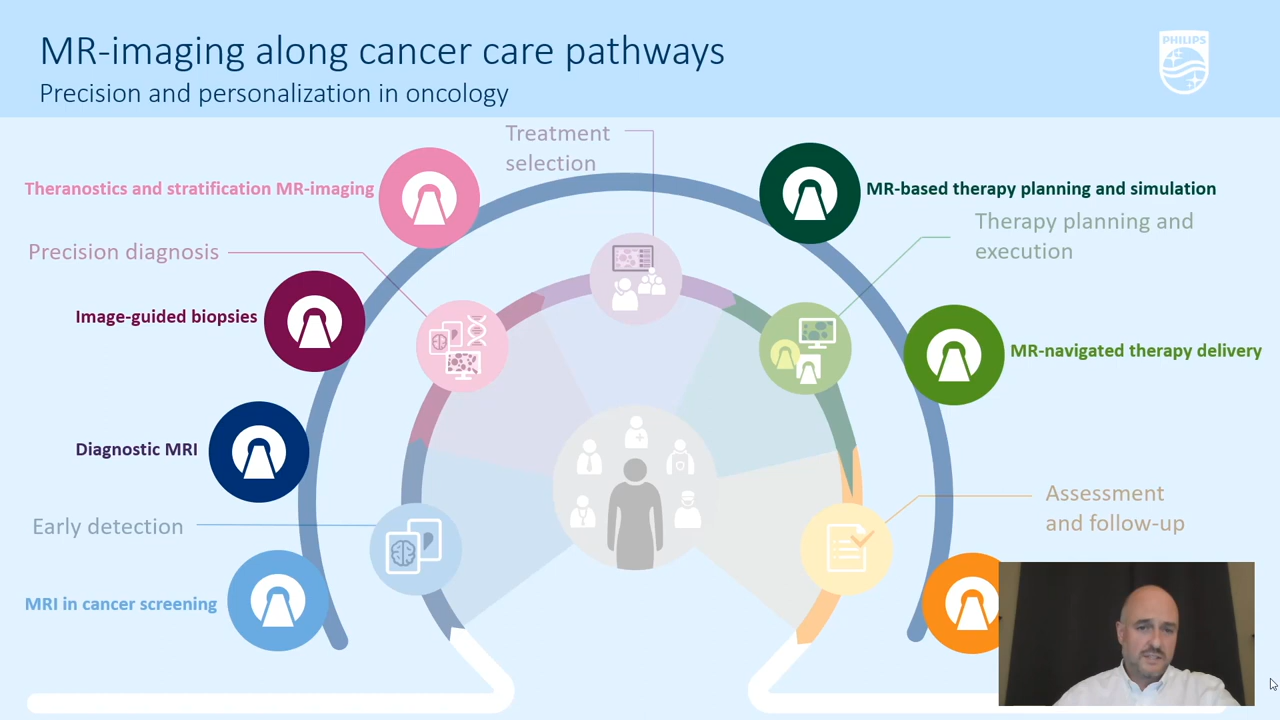 MR-imaging along cancer care pathways
Precision and personalization in oncology
PHILIPS
Treatment
selection
Theranostics and stratification MR-imaging
MR-based therapy planning and simulation
Therapy planning and
execution
Precision diagnosis
Image-guided biopsies
MR-navigated therapy delivery
Diagnostic MRI
Assessment
and follow-up
Early detection
MRI in cancer screening